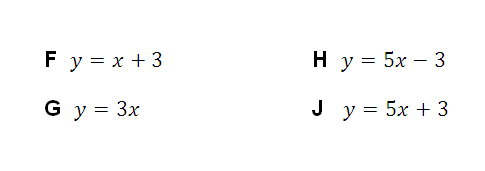 F y = x + 3
H y = 5x − 3
G y = 3x
J y = 5x + 3